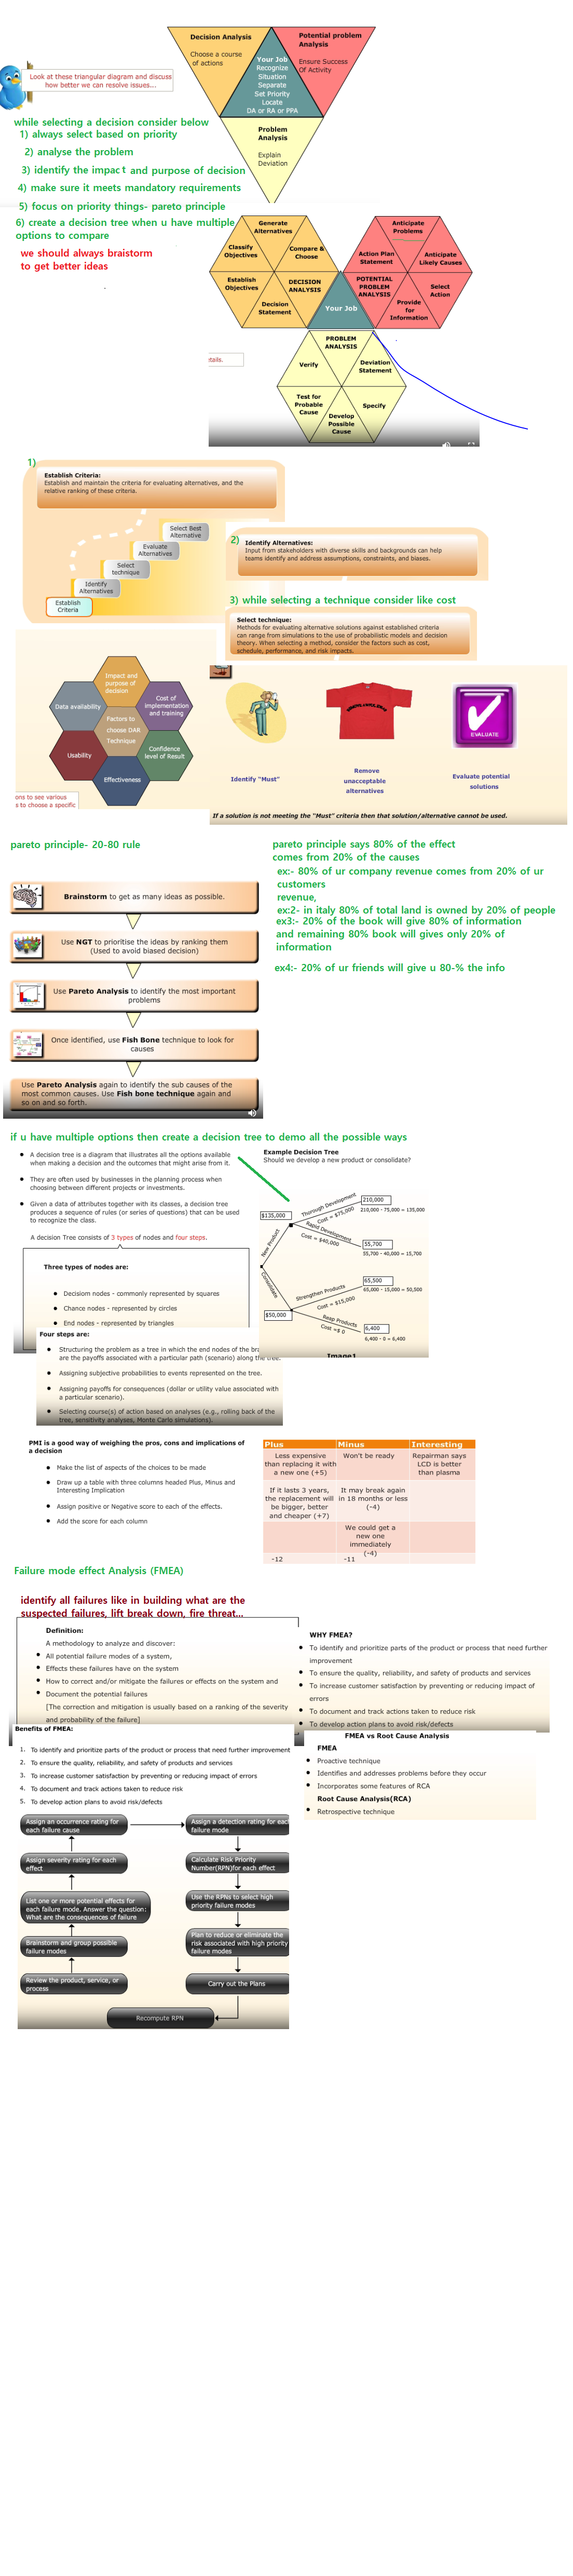 Decision Analysis
Choose a course
of actions
Your Job
Recognize
Situation
Separate
Set Priority
Locate
DA or RA or PPA
Potential problem
Analysis
Ensure Success
Of Activity
Problem
Analysis
Explain
Deviation
Look at these triangular diagram and discuss
how better we can resolve issues....
while selecting a decision consider below
1) always select based on priority
2) analyse the problem
3) identify the impact and purpose of decision
4) make sure it meets mandatory requirements
5) focus on priority things- pareto principle
6) create a decision tree when u have multiple
options to compare
we should always braistorm
to get better ideas
Generate
Alternatives
Classify
Objectives
Compare &
Choose
Establish
Objectives
DECISION
ANALYSIS
Decision
Statement
Your Job
Anticipate
Problems
Action Plan
Statement
Anticipate
Likely Causes
POTENTIAL
PROBLEM
ANALYSIS
Select
Action
Provide
for
Information
PROBLEM
ANALYSIS
Verify
Deviation
Statement
Test for
Probable
Cause
Specify
Develop
Possible
Cause
etails.
1)
Establish Criteria:
Establish and maintain the criteria for evaluating alternatives, and the
relative ranking of these criteria.
Select Best
Alternative
Evaluate
Alternatives
Select
technique
Identify
Alternatives
Establish
Criteria
2)
Identify Alternatives:
Input from stakeholders with diverse skills and backgrounds can help
teams identify and address assumptions, constraints, and biases.
3) while selecting a technique consider like cost
Select technique:
Methods for evaluating alternative solutions against established criteria
can range from simulations to the use of probabilistic models and decision
theory. When selecting a method, consider the factors such as cost,
schedule, performance, and risk impacts.
Impact and
purpose of
decision
Data availability
Cost of
implementation
and training
Factors to
choose DAR
Technique
Usability
Confidence
level of Result
Effectiveness
ons to see various
s to choose a specific
EVALUATE
Identify "Must"
Remove
unacceptable
alternatives
Evaluate potential
solutions
If a solution is not meeting the "Must" criteria then that solution/alternative cannot be used.
pareto principle- 20-80 rule
pareto principle says 80% of the effect
comes from 20% of the causes
ex:- 80% of ur company revenue comes from 20% of ur
customers
revenue,
ex:2- in italy 80% of total land is owned by 20% of people
ex3:- 20% of the book will give 80% of information
and remaining 80% book will gives only 20% of
information
ex4:- 20% of ur friends will give u 80-% the info
Brainstorm to get as many ideas as possible.
Use NGT to prioritise the ideas by ranking them
(Used to avoid biased decision)
Use Pareto Analysis to identify the most important
problems
Once identified, use Fish Bone technique to look for
causes
Use Pareto Analysis again to identify the sub causes of the
most common causes. Use Fish bone technique again and
so on and so forth.
if u have multiple options then create a decision tree to demo all the possible ways
A decision tree is a diagram that illustrates all the options available
when making a decision and the outcomes that might arise from it.
They are often used by businesses in the planning process when
choosing between different projects or investments.
Given a data of attributes together with its classes, a decision tree
produces a sequence of rules (or series of questions) that can be used
to recognize the class.
A decision Tree consists of 3 types of nodes and four steps.
Three types of nodes are:
Decisiom nodes - commonly represented by squares
Chance nodes - represented by circles
End nodes - represented by triangles
Four steps are:
Structuring the problem as a tree in which the end nodes of the bra
are the payoffs associated with a particular path (scenario) along the tree.
Assigning subjective probabilities to events represented on the tree.
Assigning payoffs for consequences (dollar or utility value associated with
a particular scenario).
Selecting course(s) of action based on analyses (e.g., rolling back of the
tree, sensitivity analyses, Monte Carlo simulations).
Example Decision Tree
Should we develop a new product or consolidate?
$135,000
New Product
Consolidate
$50,000
Thorough Development
Cost = $75,000
210,000
210,000 - 75,000 = 135,000
Rapid Development
Cost = $40,000
55,700
55,700 - 40,000 = 15,700
Strengthen Products
Cost = $15,000
65,500
65,000 - 15,000 = 50,500
Reap Products
Cost =$ 0
6,400
6,400 - 0 = 6,400
Image1
PMI is a good way of weighing the pros, cons and implications of
a decision
Make the list of aspects of the choices to be made
Draw up a table with three columns headed Plus, Minus and
Interesting Implication
Assign positive or Negative score to each of the effects.
Add the score for each column
Plus Minus Interesting
Less expensive
than replacing it with
a new one (+5)
Won't be ready
Repairman says
LCD is better
than plasma
If it lasts 3 years,
the replacement will
be bigger, better
and cheaper (+7)
It may break again
in 18 months or less
(-4)
We could get a
new one
immediately
(-4)
-12 -11
Failure mode effect Analysis (FMEA)
identify all failures like in building what are the
suspected failures, lift break down, fire threat...
Definition:
A methodology to analyze and discover:
All potential failure modes of a system,
Effects these failures have on the system
How to correct and/or mitigate the failures or effects on the system and
Document the potential failures
[The correction and mitigation is usually based on a ranking of the severity
and probability of the failure]
WHY FMEA?
To identify and prioritize parts of the product or process that need further
improvement
To ensure the quality, reliability, and safety of products and services
To increase customer satisfaction by preventing or reducing impact of
errors
To document and track actions taken to reduce risk
To develop action plans to avoid risk/defects
Benefits of FMEA:
1. To identify and prioritize parts of the product or process that need further improvement
2. To ensure the quality, reliability, and safety of products and services
3. To increase customer satisfaction by preventing or reducing impact of errors
4. To document and track actions taken to reduce risk
5. To develop action plans to avoid risk/defects
FMEA vs Root Cause Analysis
FMEA
Proactive technique
Identifies and addresses problems before they occur
Incorporates some features of RCA
Root Cause Analysis(RCA)
Retrospective technique
Assign an occurrence rating for
each failure cause
Assign severity rating for each
effect
List one or more potential effects for
each failure mode. Answer the question:
What are the consequences of failure
Brainstorm and group possible
failure modes
Review the product, service, or
process
Assign a detection rating for each
failure mode
Calculate Risk Priority
Number(RPN)for each effect
Use the RPNs to select high
priority failure modes
Plan to reduce or eliminate the
risk associated with high priority
failure modes
Carry out the Plans
Recompute RPN